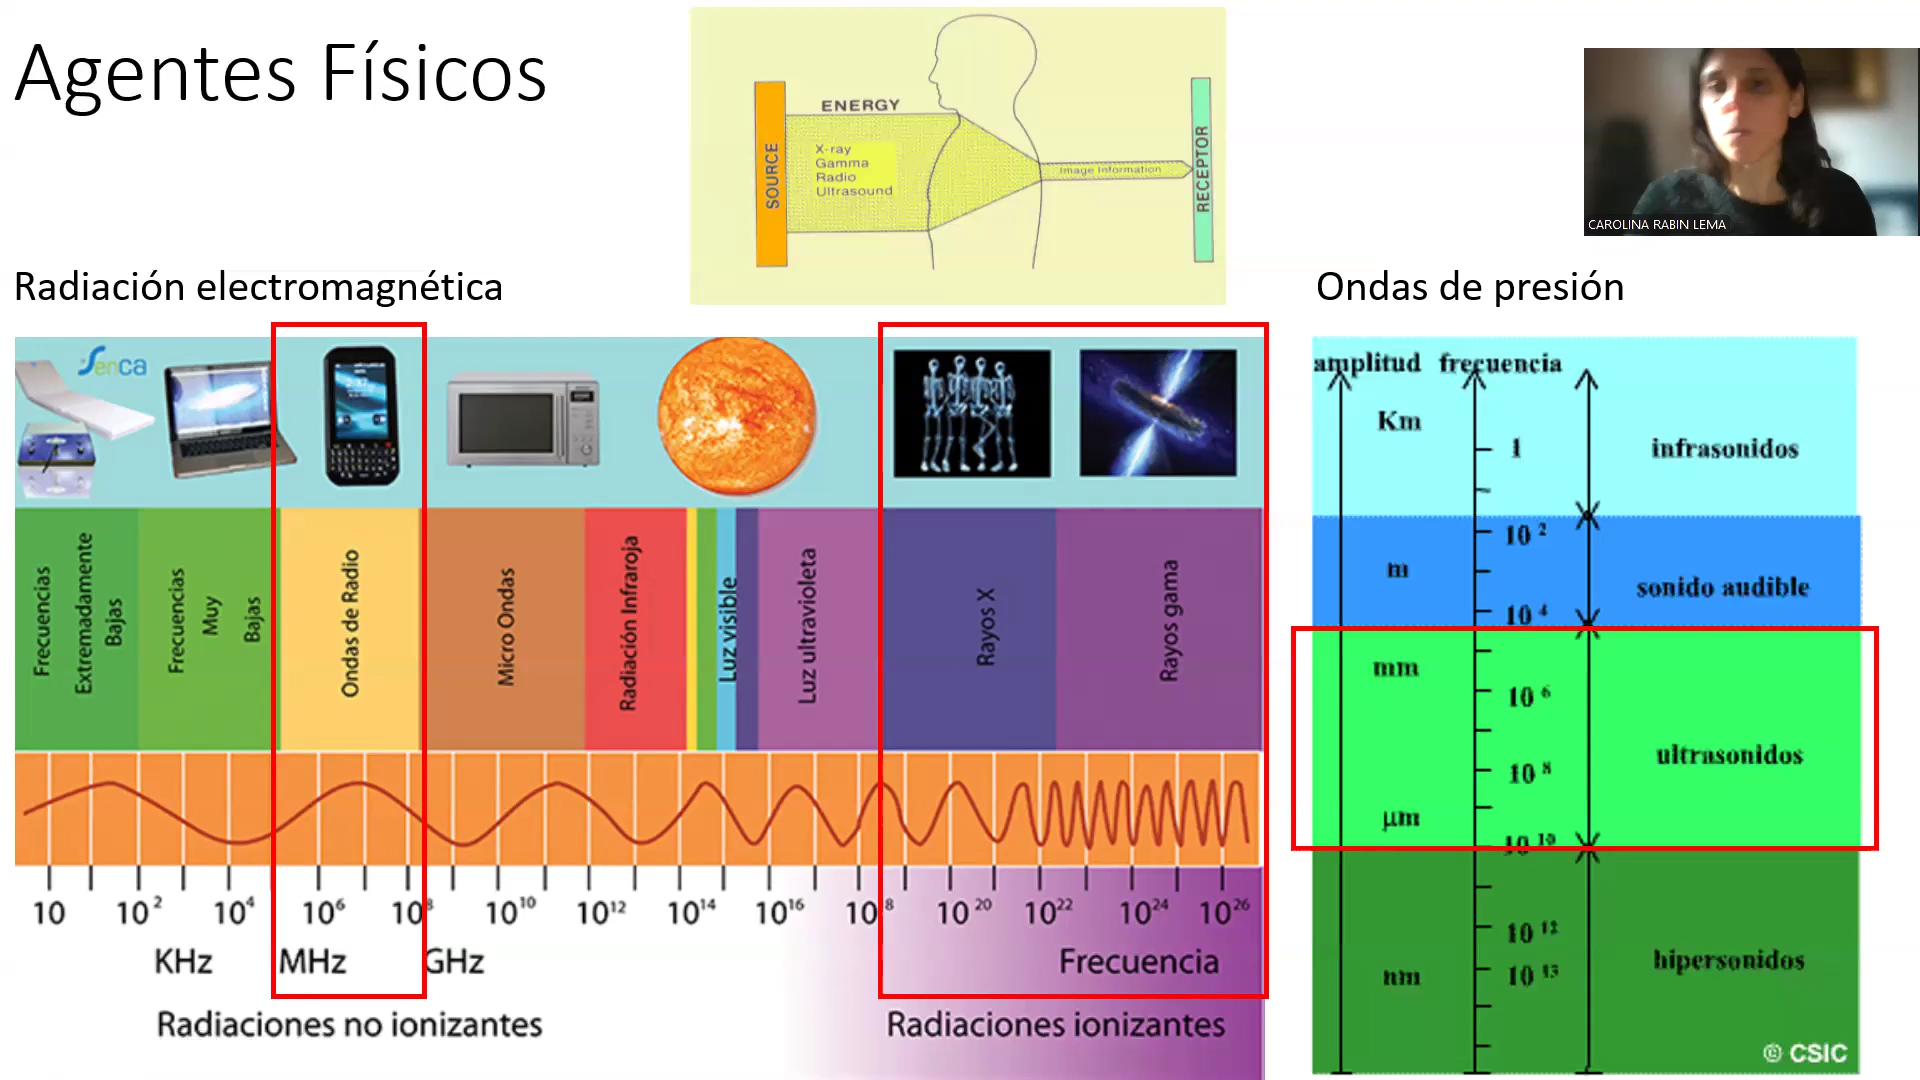 Agentes Físicos
ENERGY
SOURCE
X-ray
Gamma
Radio
Ultrasound
Image Information
RECEPTOR
CAROLINA RABIN LEMA
Radiación electromagnética
Ondas de presión
Senca
Frecuencias
Extremadamente
Bajas
Frecuencias
Muy
Bajas
Ondas de Radio
Micro Ondas
Radiación Infraroja
Luz visible
Luz ultravioleta
Rayos X
Rayos gama
10 10² 10⁴ 10⁶ 10⁸ 10¹⁰ 10¹² 10¹⁴ 10¹⁶ 10⁸ 10²⁰ 10²² 10²⁴ 10²⁶
KHz MHz GHz Frecuencia
Radiaciones no ionizantes Radiaciones ionizantes
amplitud frecuencia
Km
1
infrasonidos
10²
m
sonido audible
10⁴
mm
10⁶
ultrasonidos
10⁸
µm
10¹⁰
10¹²
hipersonidos
nm
10¹³
© CSIC